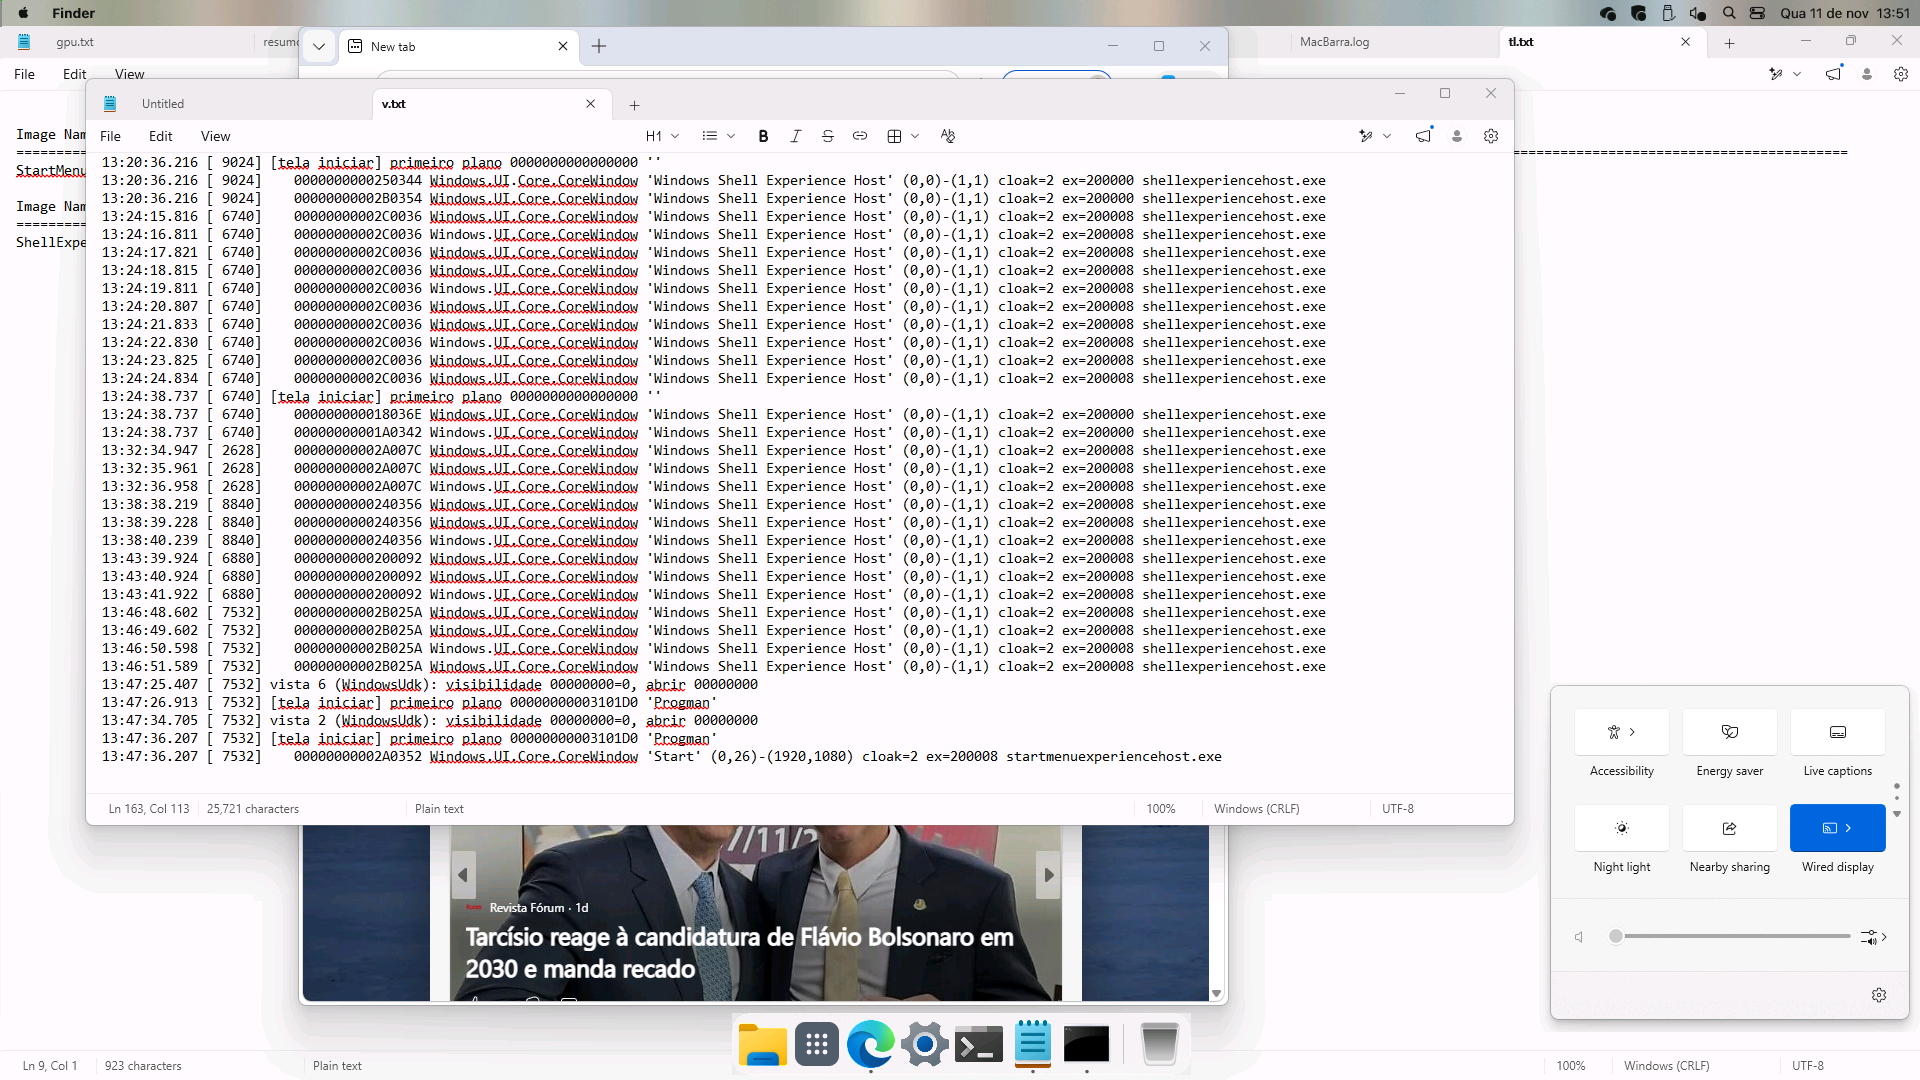 Finder
Qua 11 de nov 13:51
gpu.txt
New tab
MacBarra.log
tl.txt
File Edit View
Untitled
v.txt
File Edit View
H1
B
Image Nam
StartMenu
Image Nam
ShellExpe
13:20:36.216 [ 9024] [tela iniciar] primeiro plano 0000000000000000 ''
13:20:36.216 [ 9024] 0000000000250344 Windows.UI.Core.CoreWindow 'Windows Shell Experience Host' (0,0)-(1,1) cloak=2 ex=200000 shellexperiencehost.exe
13:20:36.216 [ 9024] 00000000002B0354 Windows.UI.Core.CoreWindow 'Windows Shell Experience Host' (0,0)-(1,1) cloak=2 ex=200000 shellexperiencehost.exe
13:24:15.816 [ 6740] 00000000002C0036 Windows.UI.Core.CoreWindow 'Windows Shell Experience Host' (0,0)-(1,1) cloak=2 ex=200008 shellexperiencehost.exe
13:24:16.811 [ 6740] 00000000002C0036 Windows.UI.Core.CoreWindow 'Windows Shell Experience Host' (0,0)-(1,1) cloak=2 ex=200008 shellexperiencehost.exe
13:24:17.821 [ 6740] 00000000002C0036 Windows.UI.Core.CoreWindow 'Windows Shell Experience Host' (0,0)-(1,1) cloak=2 ex=200008 shellexperiencehost.exe
13:24:18.815 [ 6740] 00000000002C0036 Windows.UI.Core.CoreWindow 'Windows Shell Experience Host' (0,0)-(1,1) cloak=2 ex=200008 shellexperiencehost.exe
13:24:19.811 [ 6740] 00000000002C0036 Windows.UI.Core.CoreWindow 'Windows Shell Experience Host' (0,0)-(1,1) cloak=2 ex=200008 shellexperiencehost.exe
13:24:20.807 [ 6740] 00000000002C0036 Windows.UI.Core.CoreWindow 'Windows Shell Experience Host' (0,0)-(1,1) cloak=2 ex=200008 shellexperiencehost.exe
13:24:21.833 [ 6740] 00000000002C0036 Windows.UI.Core.CoreWindow 'Windows Shell Experience Host' (0,0)-(1,1) cloak=2 ex=200008 shellexperiencehost.exe
13:24:22.830 [ 6740] 00000000002C0036 Windows.UI.Core.CoreWindow 'Windows Shell Experience Host' (0,0)-(1,1) cloak=2 ex=200008 shellexperiencehost.exe
13:24:23.825 [ 6740] 00000000002C0036 Windows.UI.Core.CoreWindow 'Windows Shell Experience Host' (0,0)-(1,1) cloak=2 ex=200008 shellexperiencehost.exe
13:24:24.834 [ 6740] 00000000002C0036 Windows.UI.Core.CoreWindow 'Windows Shell Experience Host' (0,0)-(1,1) cloak=2 ex=200008 shellexperiencehost.exe
13:24:38.737 [ 6740] [tela iniciar] primeiro plano 0000000000000000 ''
13:24:38.737 [ 6740] 000000000018036E Windows.UI.Core.CoreWindow 'Windows Shell Experience Host' (0,0)-(1,1) cloak=2 ex=200000 shellexperiencehost.exe
13:24:38.737 [ 6740] 00000000001A0342 Windows.UI.Core.CoreWindow 'Windows Shell Experience Host' (0,0)-(1,1) cloak=2 ex=200000 shellexperiencehost.exe
13:32:34.947 [ 2628] 00000000002A007C Windows.UI.Core.CoreWindow 'Windows Shell Experience Host' (0,0)-(1,1) cloak=2 ex=200008 shellexperiencehost.exe
13:32:35.961 [ 2628] 00000000002A007C Windows.UI.Core.CoreWindow 'Windows Shell Experience Host' (0,0)-(1,1) cloak=2 ex=200008 shellexperiencehost.exe
13:32:36.958 [ 2628] 00000000002A007C Windows.UI.Core.CoreWindow 'Windows Shell Experience Host' (0,0)-(1,1) cloak=2 ex=200008 shellexperiencehost.exe
13:38:38.219 [ 8840] 0000000000240356 Windows.UI.Core.CoreWindow 'Windows Shell Experience Host' (0,0)-(1,1) cloak=2 ex=200008 shellexperiencehost.exe
13:38:39.228 [ 8840] 0000000000240356 Windows.UI.Core.CoreWindow 'Windows Shell Experience Host' (0,0)-(1,1) cloak=2 ex=200008 shellexperiencehost.exe
13:38:40.239 [ 8840] 0000000000240356 Windows.UI.Core.CoreWindow 'Windows Shell Experience Host' (0,0)-(1,1) cloak=2 ex=200008 shellexperiencehost.exe
13:43:39.924 [ 6880] 0000000000200092 Windows.UI.Core.CoreWindow 'Windows Shell Experience Host' (0,0)-(1,1) cloak=2 ex=200008 shellexperiencehost.exe
13:43:40.924 [ 6880] 0000000000200092 Windows.UI.Core.CoreWindow 'Windows Shell Experience Host' (0,0)-(1,1) cloak=2 ex=200008 shellexperiencehost.exe
13:43:41.922 [ 6880] 0000000000200092 Windows.UI.Core.CoreWindow 'Windows Shell Experience Host' (0,0)-(1,1) cloak=2 ex=200008 shellexperiencehost.exe
13:46:48.602 [ 7532] 00000000002B025A Windows.UI.Core.CoreWindow 'Windows Shell Experience Host' (0,0)-(1,1) cloak=2 ex=200008 shellexperiencehost.exe
13:46:49.602 [ 7532] 00000000002B025A Windows.UI.Core.CoreWindow 'Windows Shell Experience Host' (0,0)-(1,1) cloak=2 ex=200008 shellexperiencehost.exe
13:46:50.598 [ 7532] 00000000002B025A Windows.UI.Core.CoreWindow 'Windows Shell Experience Host' (0,0)-(1,1) cloak=2 ex=200008 shellexperiencehost.exe
13:46:51.589 [ 7532] 00000000002B025A Windows.UI.Core.CoreWindow 'Windows Shell Experience Host' (0,0)-(1,1) cloak=2 ex=200008 shellexperiencehost.exe
13:47:25.407 [ 7532] vista 6 (WindowsUdk): visibilidade 00000000=0, abrir 00000000
13:47:26.913 [ 7532] [tela iniciar] primeiro plano 00000000003101D0 'Progman'
13:47:34.705 [ 7532] vista 2 (WindowsUdk): visibilidade 00000000=0, abrir 00000000
13:47:36.207 [ 7532] [tela iniciar] primeiro plano 00000000003101D0 'Progman'
13:47:36.207 [ 7532] 00000000002A0352 Windows.UI.Core.CoreWindow 'Start' (0,26)-(1920,1080) cloak=2 ex=200008 startmenuexperiencehost.exe
Ln 163, Col 113
25,721 characters
Plain text
100%
Windows (CRLF)
UTF-8
Accessibility
Energy saver
Live captions
Night light
Nearby sharing
Wired display
7/11/2
Revista Fórum · 1d
Tarcísio reage à candidatura de Flávio Bolsonaro em
2030 e manda recado
Ln 9, Col 1
923 characters
Plain text
100%
Windows (CRLF)
UTF-8